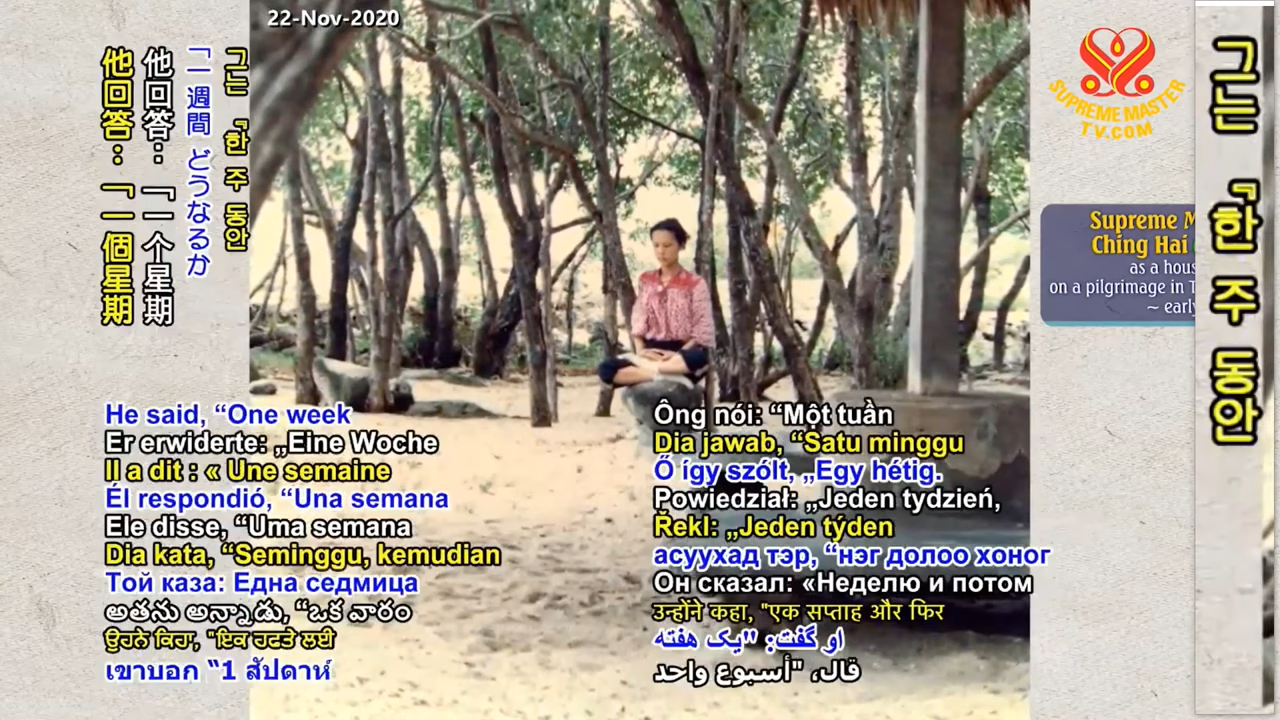 22-Nov-2020
그는 『한 주 동안
「一週間 どうなるか
他回答：「一个星期
他回答：「一個星期
SUPREME MASTER
TV.COM
Supreme M
Ching Hai
as a hous
on a pilgrimage in T
~ early
그는 『한 주 동안
He said, “One week
Er erwiderte: „Eine Woche
Il a dit : « Une semaine
Él respondió, “Una semana
Ele disse, “Uma semana
Dia kata, “Seminggu, kemudian
Той каза: Една седмица
అతను అన్నాడు, “ఒక వారం
ਉਹਨੇ ਕਿਹਾ, "ਇਕ ਹਫਤੇ ਲਈ
เขาบอก “1 สัปดาห์
Ông nói: “Một tuần
Dia jawab, “Satu minggu
Ő így szólt, „Egy hétig.
Powiedział: „Jeden tydzień,
Řekl: „Jeden týden
асуухад тэр, “нэг долоо хоног
Он сказал: «Неделю и потом
उन्होंने कहा, "एक सप्ताह और फिर
او گفت: "یک هفته
قال، "أسبوع واحد